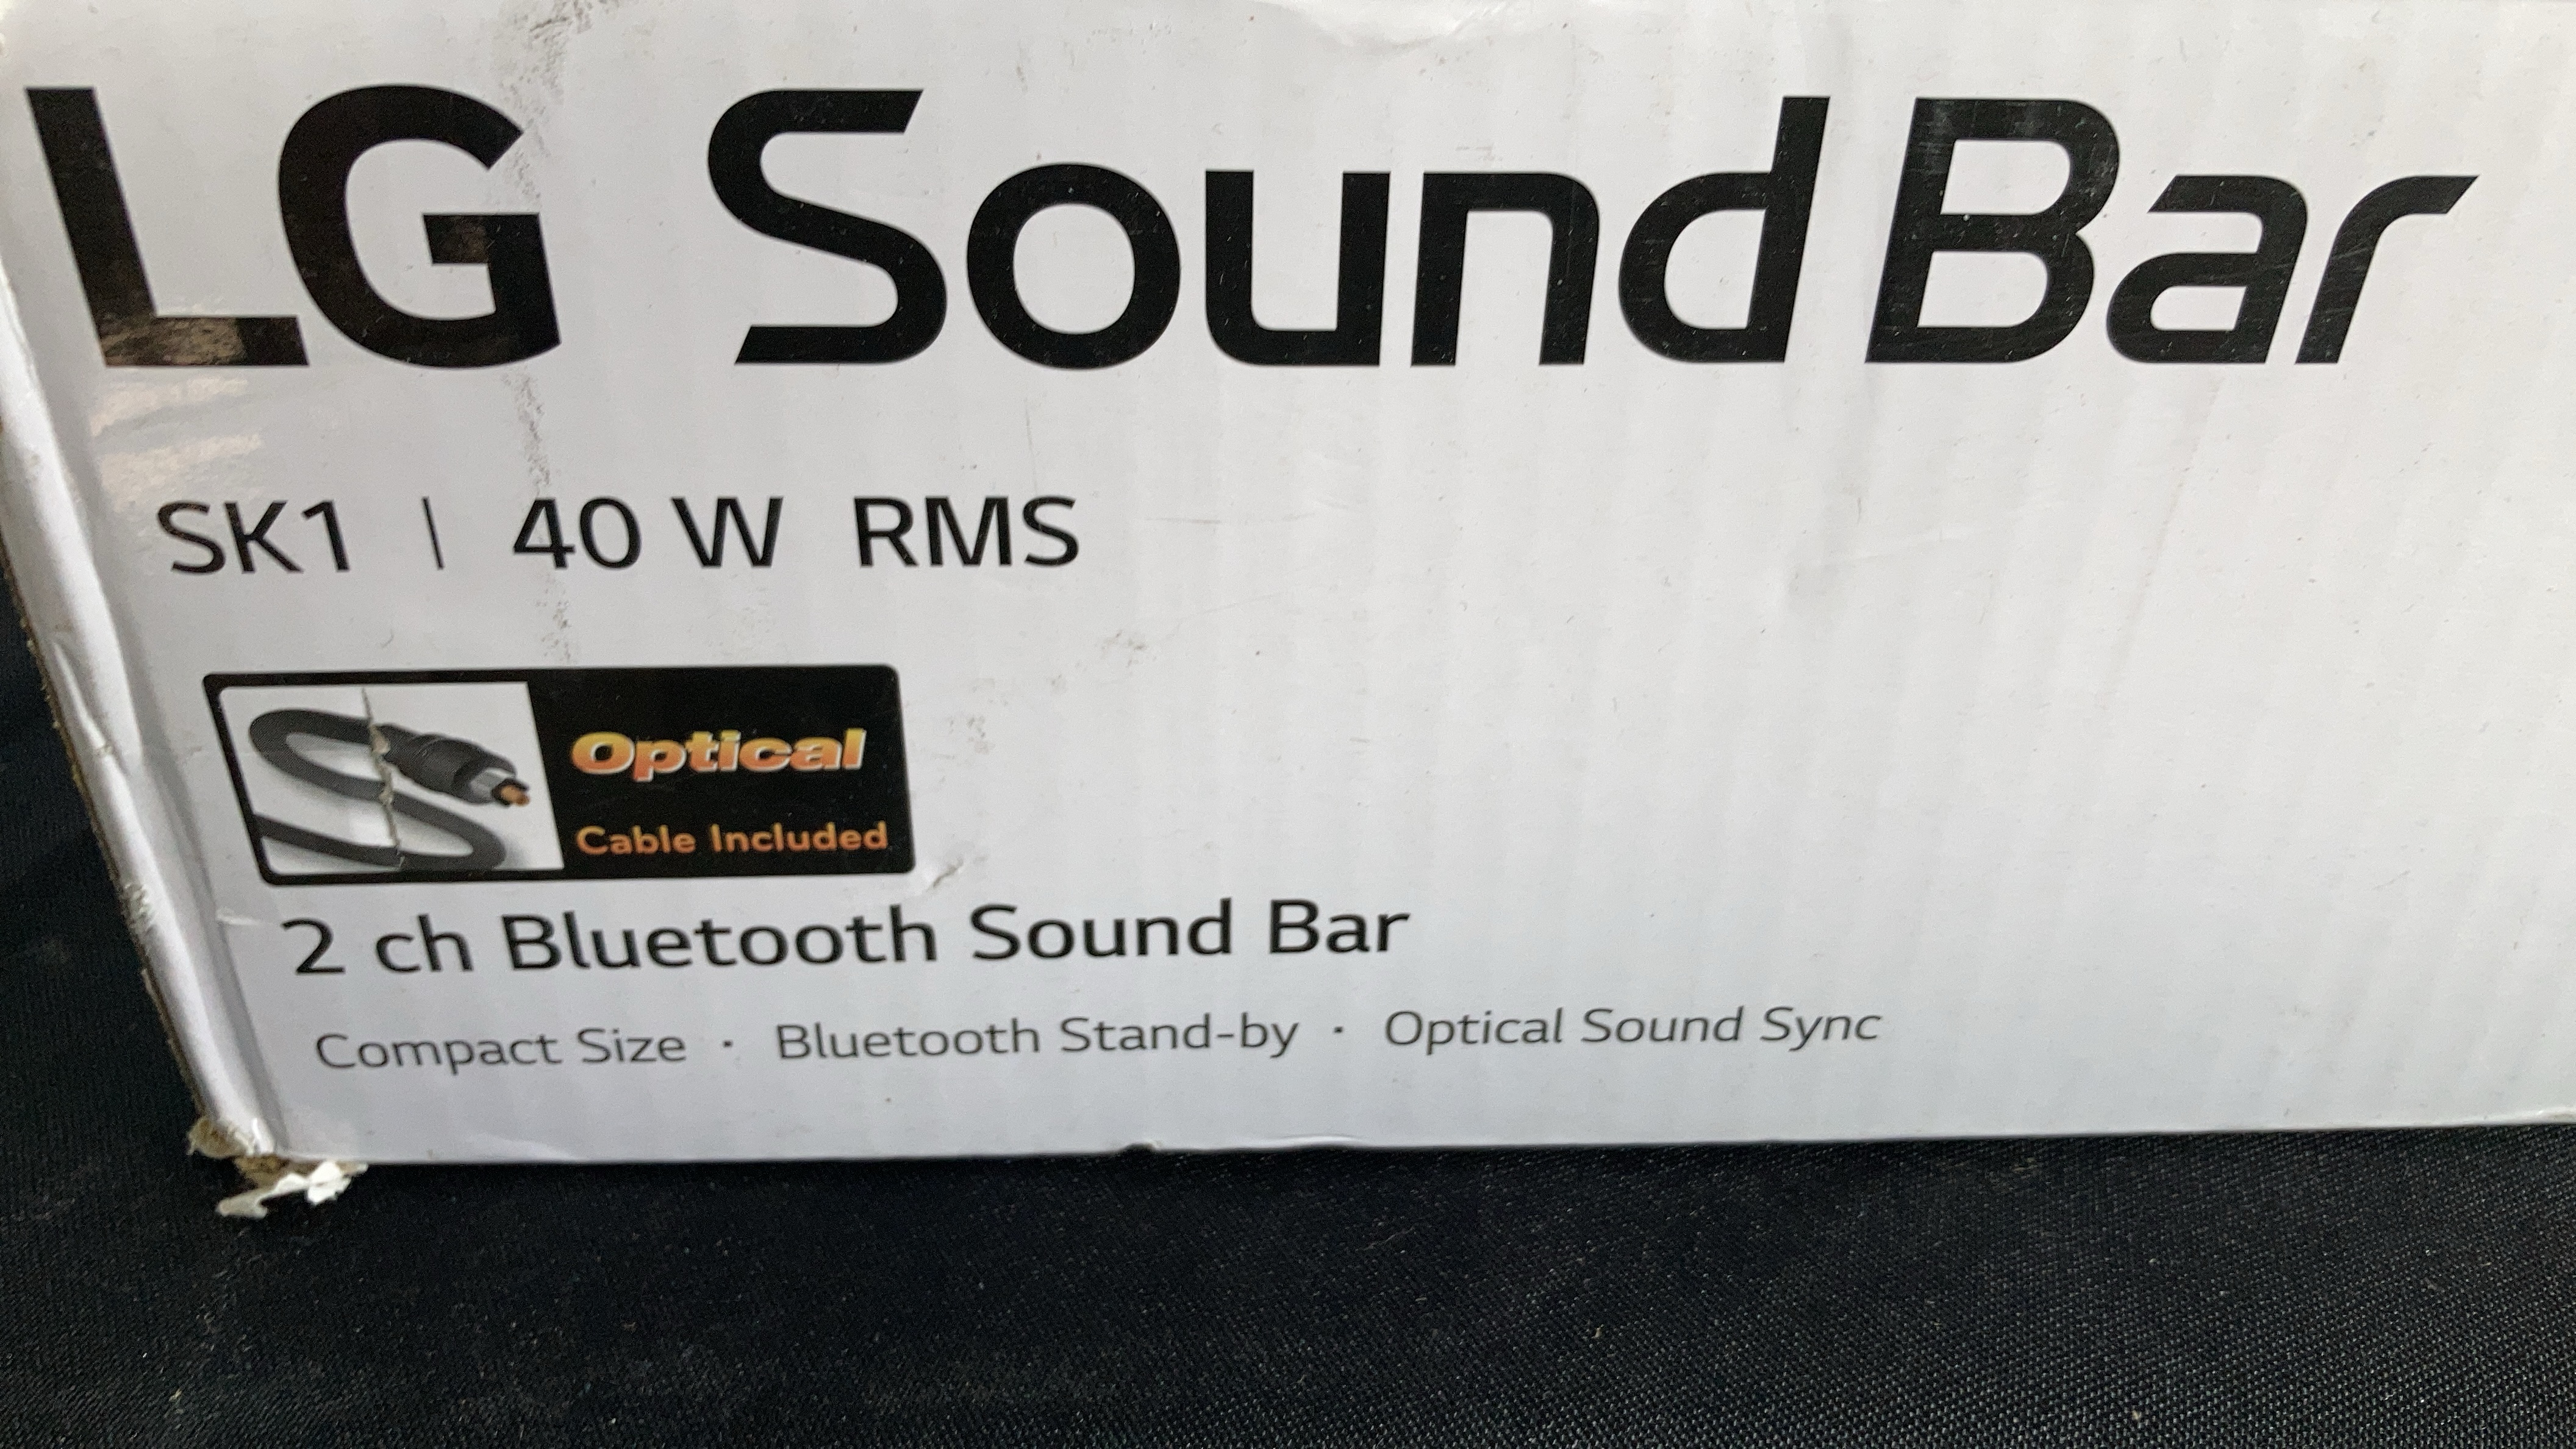 LG Sound Bar
SK1 | 40 W RMS
Optical
Cable Included
2 ch Bluetooth Sound Bar
Compact Size · Bluetooth Stand-by · Optical Sound Sync